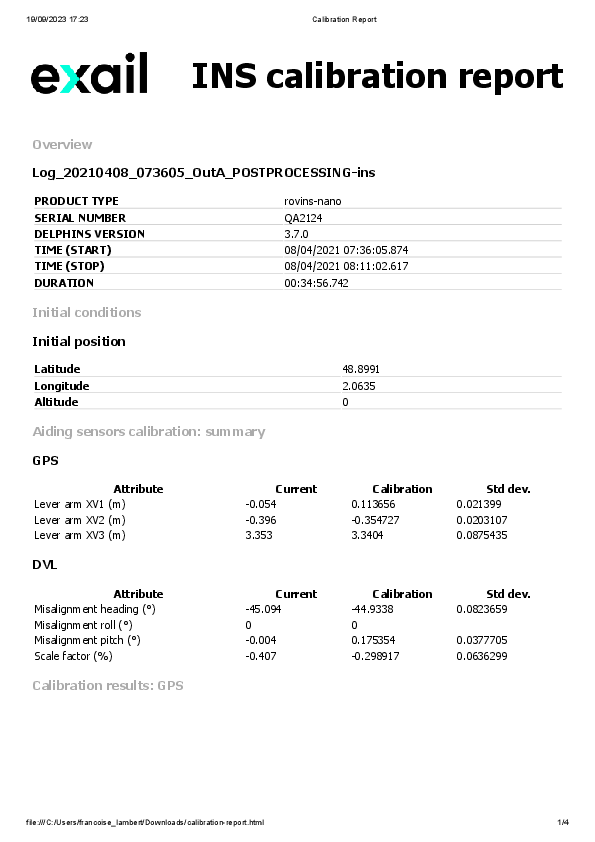 19/09/2023 17:23 Calibration Report
exail INS calibration report
Overview
Log_20210408_073605_OutA_POSTPROCESSING-ins
PRODUCT TYPE rovins-nano
SERIAL NUMBER QA2124
DELPHINS VERSION 3.7.0
TIME (START) 08/04/2021 07:36:05.874
TIME (STOP) 08/04/2021 08:11:02.617
DURATION 00:34:56.742
Initial conditions
Initial position
Latitude 48.8991
Longitude 2.0635
Altitude 0
Aiding sensors calibration: summary
GPS
Attribute Current Calibration Std dev.
Lever arm XV1 (m) -0.054 0.113656 0.021399
Lever arm XV2 (m) -0.396 -0.354727 0.0203107
Lever arm XV3 (m) 3.353 3.3404 0.0875435
DVL
Attribute Current Calibration Std dev.
Misalignment heading (°) -45.094 -44.9338 0.0823659
Misalignment roll (°) 0 0
Misalignment pitch (°) -0.004 0.175354 0.0377705
Scale factor (%) -0.407 -0.298917 0.0636299
Calibration results: GPS
file:///C:/Users/francoise_lambert/Downloads/calibration-report.html 1/4